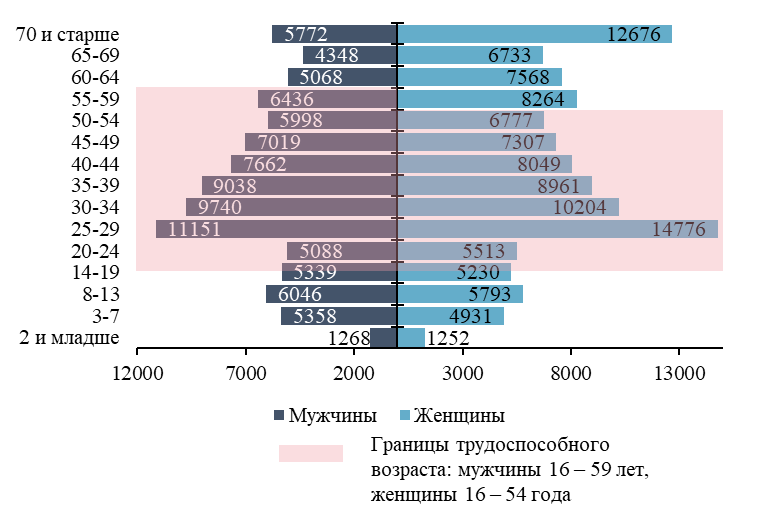 70 и старше 5772 12676
65-69 4348 6733
60-64 5068 7568
55-59 6436 8264
50-54 5998 6777
45-49 7019 7307
40-44 7662 8049
35-39 9038 8961
30-34 9740 10204
25-29 11151 14776
20-24 5088 5513
14-19 5339 5230
8-13 6046 5793
3-7 5358 4931
2 и младше 1268 1252
12000 7000 2000 3000 8000 13000
Мужчины Женщины
Границы трудоспособного
возраста: мужчины 16 – 59 лет,
женщины 16 – 54 года